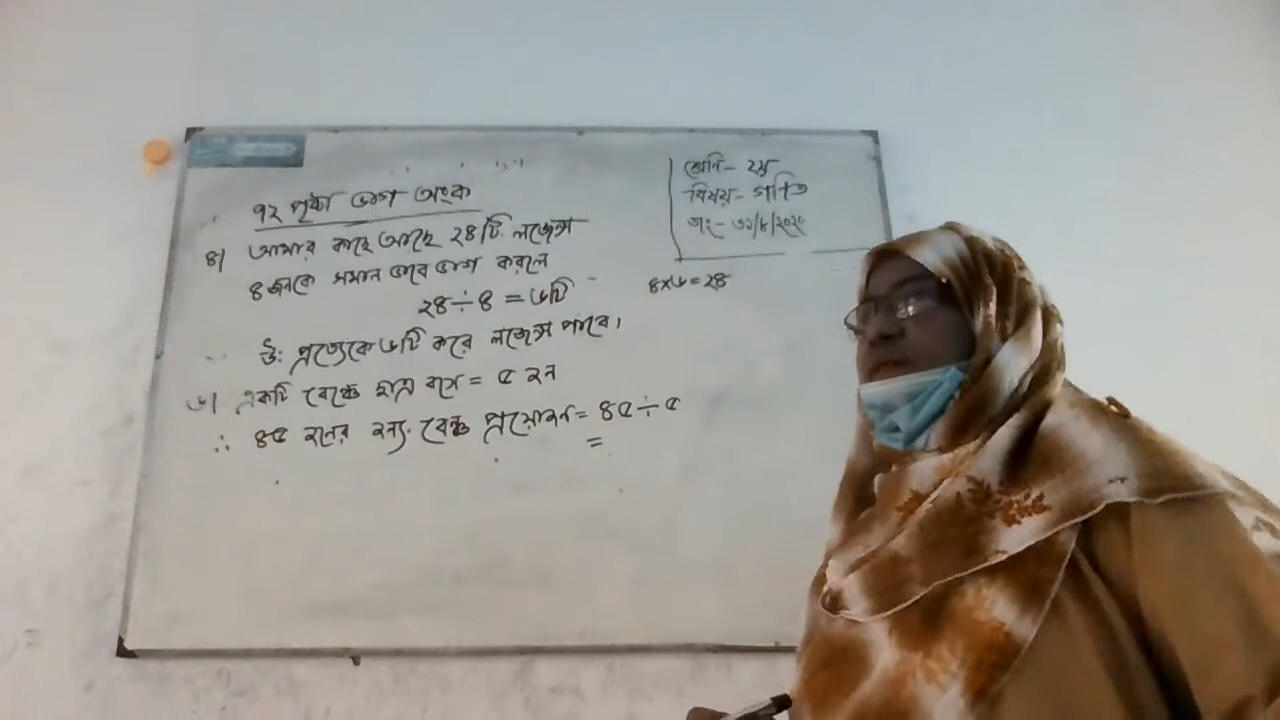 ৭২ পৃষ্ঠা ভাগ অংক
৪। আমার কাছে আছে ২৪টি লজেন্স
৪ জনকে সমান ভাবে ভাগ করলে
২৪÷৪ = ৬টি
উ: প্রত্যেকে ৬টি করে লজেন্স পাবে।
৬। একটি বেঞ্চে ছাত্র বসে = ৫ জন
∴ ৪৫ জনের জন্য বেঞ্চ প্রয়োজন = ৪৫÷৫
=
শ্রেণি - ২য়
বিষয় - গণিত
তাং - ৩১/৮/২০২০
৪×৬=২৪